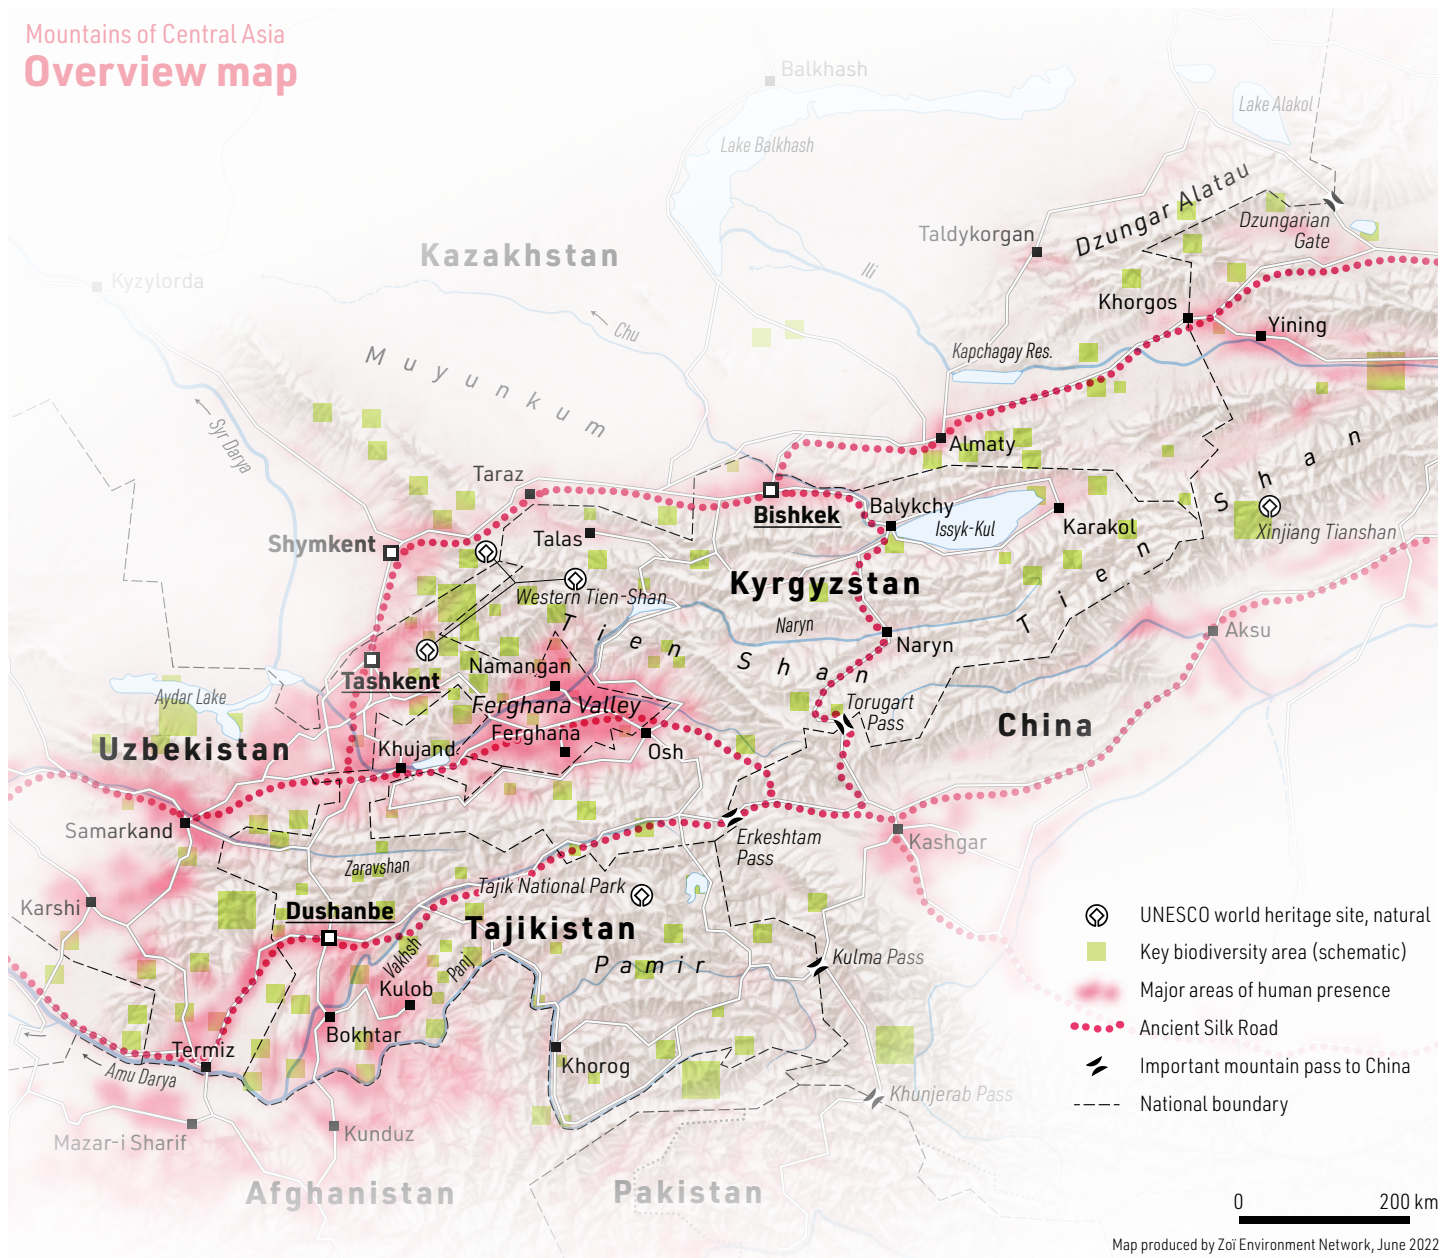 Mountains of Central Asia
Overview map
Balkhash
Lake Alakol
Lake Balkhash
Dzungar Alatau
Taldykorgan
Dzungarian
Gate
Kazakhstan
Ili
Kyzylorda
Khorgos
Chu
Yining
Kapchagay Res.
Muyunkum
Syr Darya
Almaty
Taraz
Shan
Balykchy
Bishkek
Issyk-Kul
Karakol
Xinjiang Tianshan
Talas
Shymkent
Kyrgyzstan
Western Tien-Shan
Tien
Naryn
Aksu
Tien Shan
Naryn
Namangan
Tashkent
Aydar Lake
Ferghana Valley
Torugart
Pass
China
Ferghana
Uzbekistan
Khujand
Osh
Samarkand
Erkeshtam
Pass
Kashgar
Zaravshan
Tajik National Park
Karshi
Dushanbe
Tajikistan
Vakhsh
Panj
Pamir
Kulma Pass
Kulob
Bokhtar
Termiz
Khorog
Amu Darya
Khunjerab Pass
Mazar-i Sharif
Kunduz
Afghanistan
Pakistan
UNESCO world heritage site, natural
Key biodiversity area (schematic)
Major areas of human presence
Ancient Silk Road
Important mountain pass to China
National boundary
0 200 km
Map produced by Zoï Environment Network, June 2022